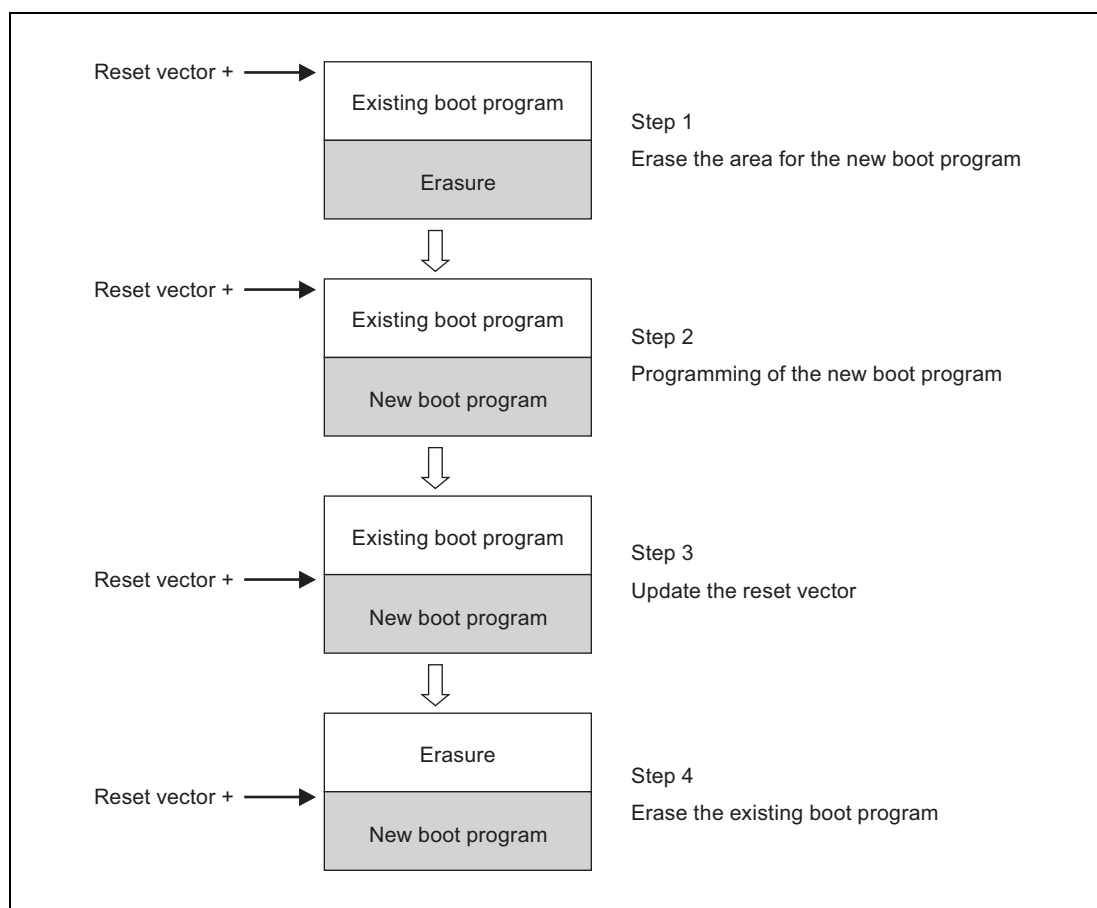 Reset vector +
Existing boot program
Erasure
Step 1
Erase the area for the new boot program
Reset vector +
Existing boot program
New boot program
Step 2
Programming of the new boot program
Existing boot program
Reset vector +
New boot program
Step 3
Update the reset vector
Erasure
Reset vector +
New boot program
Step 4
Erase the existing boot program